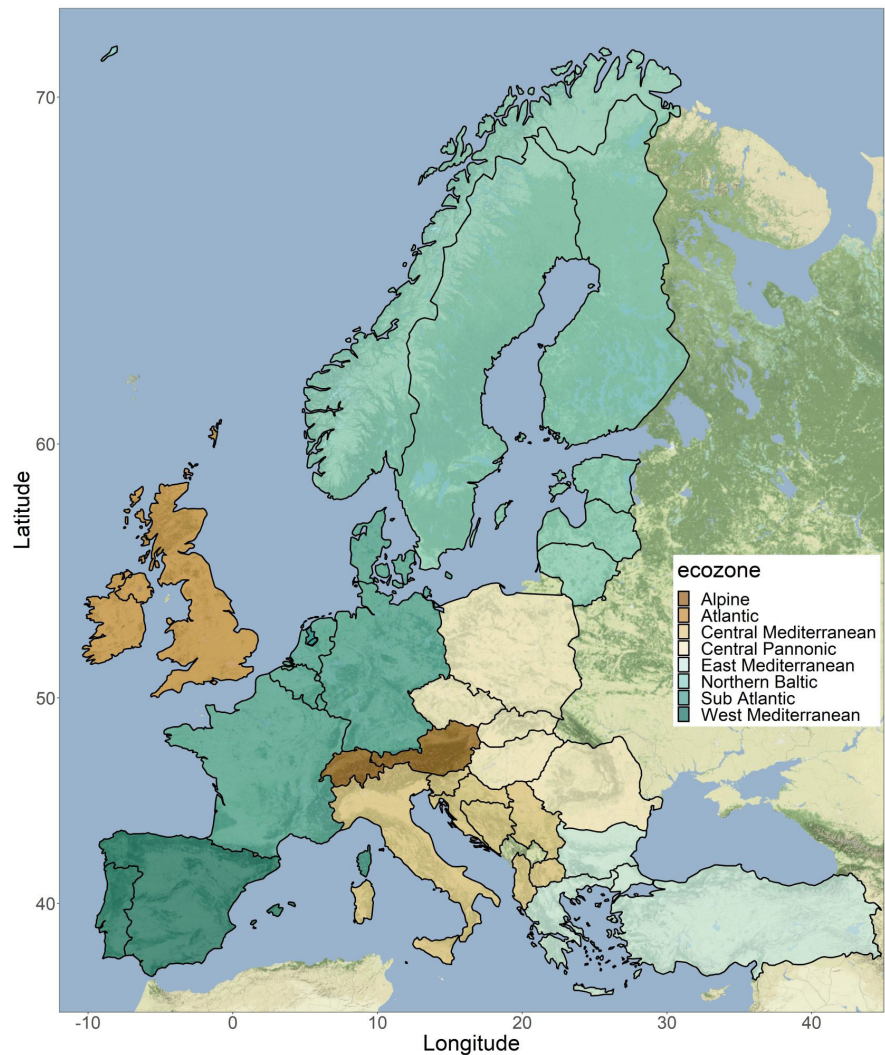 70
60
50
40
Latitude
-10 0 10 20 30 40
Longitude
ecozone
Alpine
Atlantic
Central Mediterranean
Central Pannonic
East Mediterranean
Northern Baltic
Sub Atlantic
West Mediterranean